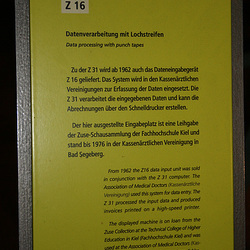 Z 16
Datenverarbeitung mit Lochstreifen
Data processing with punch tapes
Zu der Z 31 wird ab 1962 auch das Dateneingabegerät
Z 16 geliefert. Das System wird in den Kassenärztlichen
Vereinigungen zur Erfassung der Daten eingesetzt. Die
Z 31 verarbeitet die eingegebenen Daten und kann die
Abrechnungen über den Schnelldrucker erstellen.
Der hier ausgestellte Eingabeplatz ist eine Leihgabe
der Zuse-Schausammlung der Fachhochschule Kiel und
stand bis 1976 in der Kassenärztlichen Vereinigung in
Bad Segeberg.
From 1962 the Z16 data input unit was sold
in conjunction with the Z 31 computer. The
Association of Medical Doctors (Kassenärztliche
Vereinigung) used this system for data entry. The
Z 31 processed the input data and produced
invoices printed on a high-speed printer.
The displayed machine is on loan from the
Zuse Collection at the Technical College of Higher
Education in Kiel (Fachhochschule Kiel) and was
used at the Association of Medical Doctors (Kas-